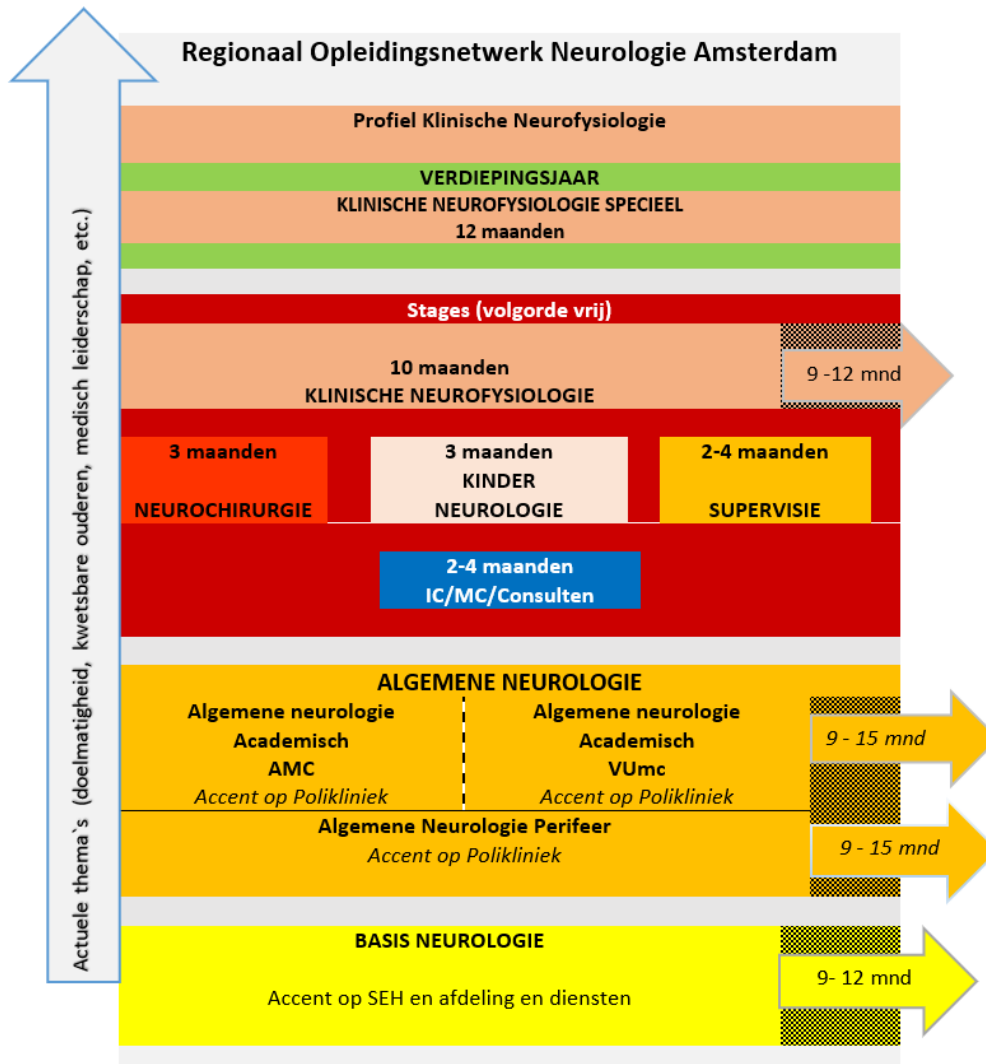 Regionaal Opleidingsnetwerk Neurologie Amsterdam
Profiel Klinische Neurofysiologie
VERDIEPINGSJAAR
KLINISCHE NEUROFYSIOLOGIE SPECIEEL
12 maanden
Stages (volgorde vrij)
10 maanden
KLINISCHE NEUROFYSIOLOGIE
9 -12 mnd
3 maanden
NEUROCHIRURGIE
3 maanden
KINDER
NEUROLOGIE
2-4 maanden
SUPERVISIE
2-4 maanden
IC/MC/Consulten
ALGEMENE NEUROLOGIE
Algemene neurologie
Academisch
AMC
Accent op Polikliniek
Algemene neurologie
Academisch
VUmc
Accent op Polikliniek
9 - 15 mnd
Algemene Neurologie Perifeer
Accent op Polikliniek
9 - 15 mnd
BASIS NEUROLOGIE
Accent op SEH en afdeling en diensten
9- 12 mnd
Actuele thema`s (doelmatigheid, kwetsbare ouderen, medisch leiderschap, etc.)